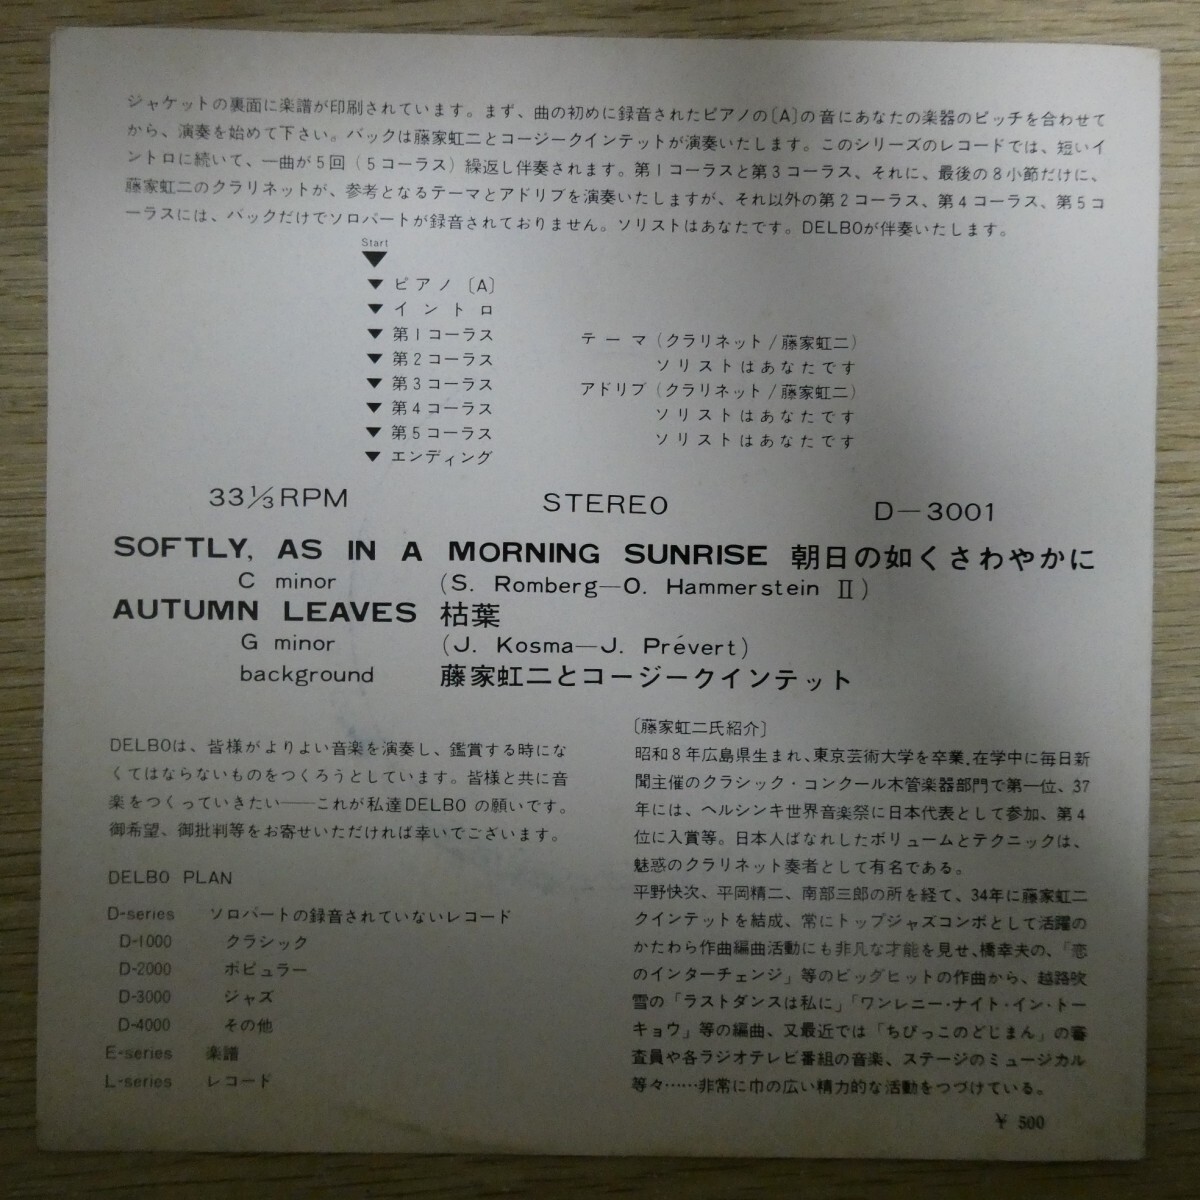 ジャケットの裏面に楽譜が印刷されています。まず、曲の初めに録音されたピアノの〔A〕の音にあなたの楽器のピッチを合わせて
から、演奏を始めて下さい。バックは藤家虹二とコージークインテットが演奏いたします。このシリーズのレコードでは、短いイ
ントロに続いて、一曲が5回(5コーラス)繰返し伴奏されます。第1コーラスと第3コーラス、それに、最後の8小節だけに、
藤家虹二のクラリネットが、参考となるテーマとアドリブを演奏いたしますが、それ以外の第2コーラス、第4コーラス、第5コ
ーラスには、バックだけでソロパートが録音されておりません。ソリストはあなたです。DELBOが伴奏いたします。
Start
▼
▼ ピアノ〔A〕
▼ イントロ
▼ 第1コーラス テーマ(クラリネット/藤家虹二)
▼ 第2コーラス ソリストはあなたです
▼ 第3コーラス アドリブ(クラリネット/藤家虹二)
▼ 第4コーラス ソリストはあなたです
▼ 第5コーラス ソリストはあなたです
▼ エンディング
33⅓RPM STEREO D−3001
SOFTLY, AS IN A MORNING SUNRISE 朝日の如くさわやかに
C minor (S. Romberg—O. Hammerstein II)
AUTUMN LEAVES 枯葉
G minor (J. Kosma—J. Prévert)
background 藤家虹二とコージークインテット
DELBOは、皆様がよりよい音楽を演奏し、鑑賞する時にな
くてはならないものをつくろうとしています。皆様と共に音
楽をつくっていきたい——これが私達DELBOの願いです。
御希望、御批判等をお寄せいただければ幸いでございます。
DELBO PLAN
D-series ソロパートの録音されていないレコード
D-1000 クラシック
D-2000 ポピュラー
D-3000 ジャズ
D-4000 その他
E-series 楽譜
L-series レコード
〔藤家虹二氏紹介〕
昭和8年広島県生まれ、東京芸術大学を卒業、在学中に毎日新
聞主催のクラシック・コンクール木管楽器部門で第一位、37
年には、ヘルシンキ世界音楽祭に日本代表として参加、第4
位に入賞等。日本人ばなれしたボリュームとテクニックは、
魅惑のクラリネット奏者として有名である。
平野快次、平岡精二、南部三郎の所を経て、34年に藤家虹二
クインテットを結成、常にトップジャズコンボとして活躍の
かたわら作曲編曲活動にも非凡な才能を見せ、橋幸夫の、「恋
のインターチェンジ」等のビッグヒットの作曲から、越路吹
雪の「ラストダンスは私に」「ワンレニー・ナイト・イン・トー
キョウ」等の編曲、又最近では「ちびっこのどじまん」の審
査員や各ラジオテレビ番組の音楽、ステージのミュージカル
等々……非常に巾の広い精力的な活動をつづけている。
￥ 500